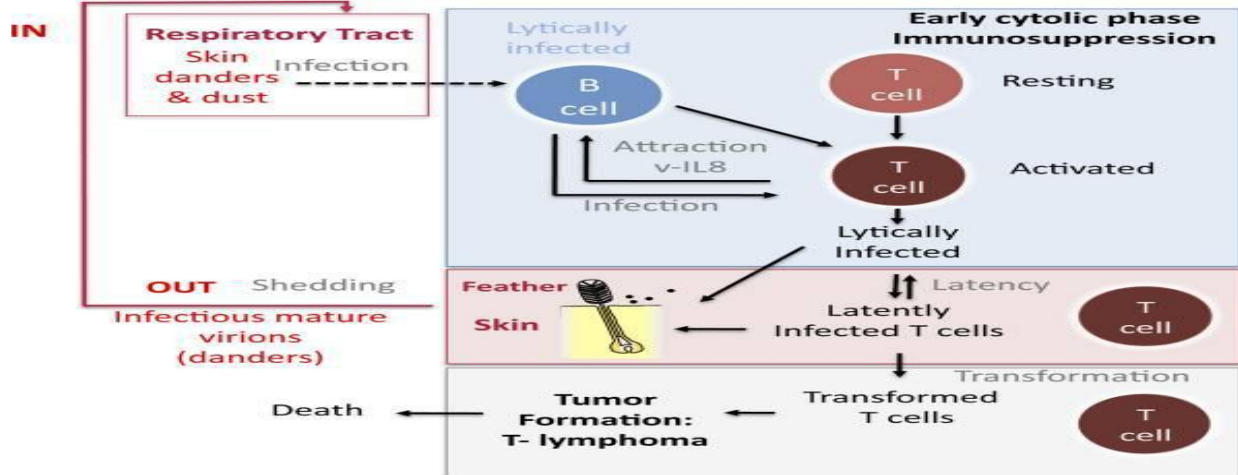 IN
Respiratory Tract
Skin
danders
& dust
Infection
Lytically
infected
B
cell
Early cytolic phase
Immunosuppression
T
cell
Resting
Attraction
v-IL8
T
cell
Activated
Infection
Lytically
Infected
OUT Shedding
Infectious mature
virions
(danders)
Feather
Skin
Latency
Latently
Infected T cells
T
cell
Transformation
Transformed
T cells
T
cell
Tumor
Formation:
T- lymphoma
Death